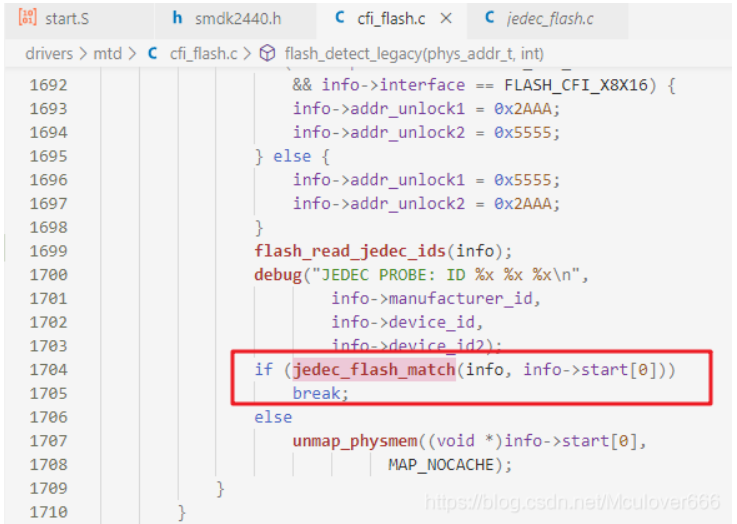 start.S h smdk2440.h C cfi_flash.c × C jedec_flash.c
drivers > mtd > C cfi_flash.c > flash_detect_legacy(phys_addr_t, int)
1692 && info->interface == FLASH_CFI_X8X16) {
1693 info->addr_unlock1 = 0x2AAA;
1694 info->addr_unlock2 = 0x5555;
1695 } else {
1696 info->addr_unlock1 = 0x5555;
1697 info->addr_unlock2 = 0x2AAA;
1698 }
1699 flash_read_jedec_ids(info);
1700 debug("JEDEC PROBE: ID %x %x %x\n",
1701 info->manufacturer_id,
1702 info->device_id,
1703 info->device_id2);
1704 if (jedec_flash_match(info, info->start[0]))
1705 break;
1706 else
1707 unmap_physmem((void *)info->start[0],
1708 MAP_NOCACHE);
1709 }
1710 }
https://blog.csdn.net/Mculover666